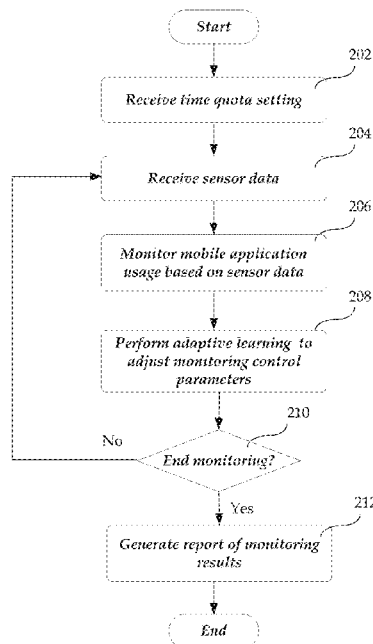 Start
202
Receive time quota setting
204
Receive sensor data
206
Monitor mobile application
usage based on sensor data
208
Perform adaptive learning to
adjust monitoring control
parameters
210
No
End monitoring?
Yes
212
Generate report of monitoring
results
End